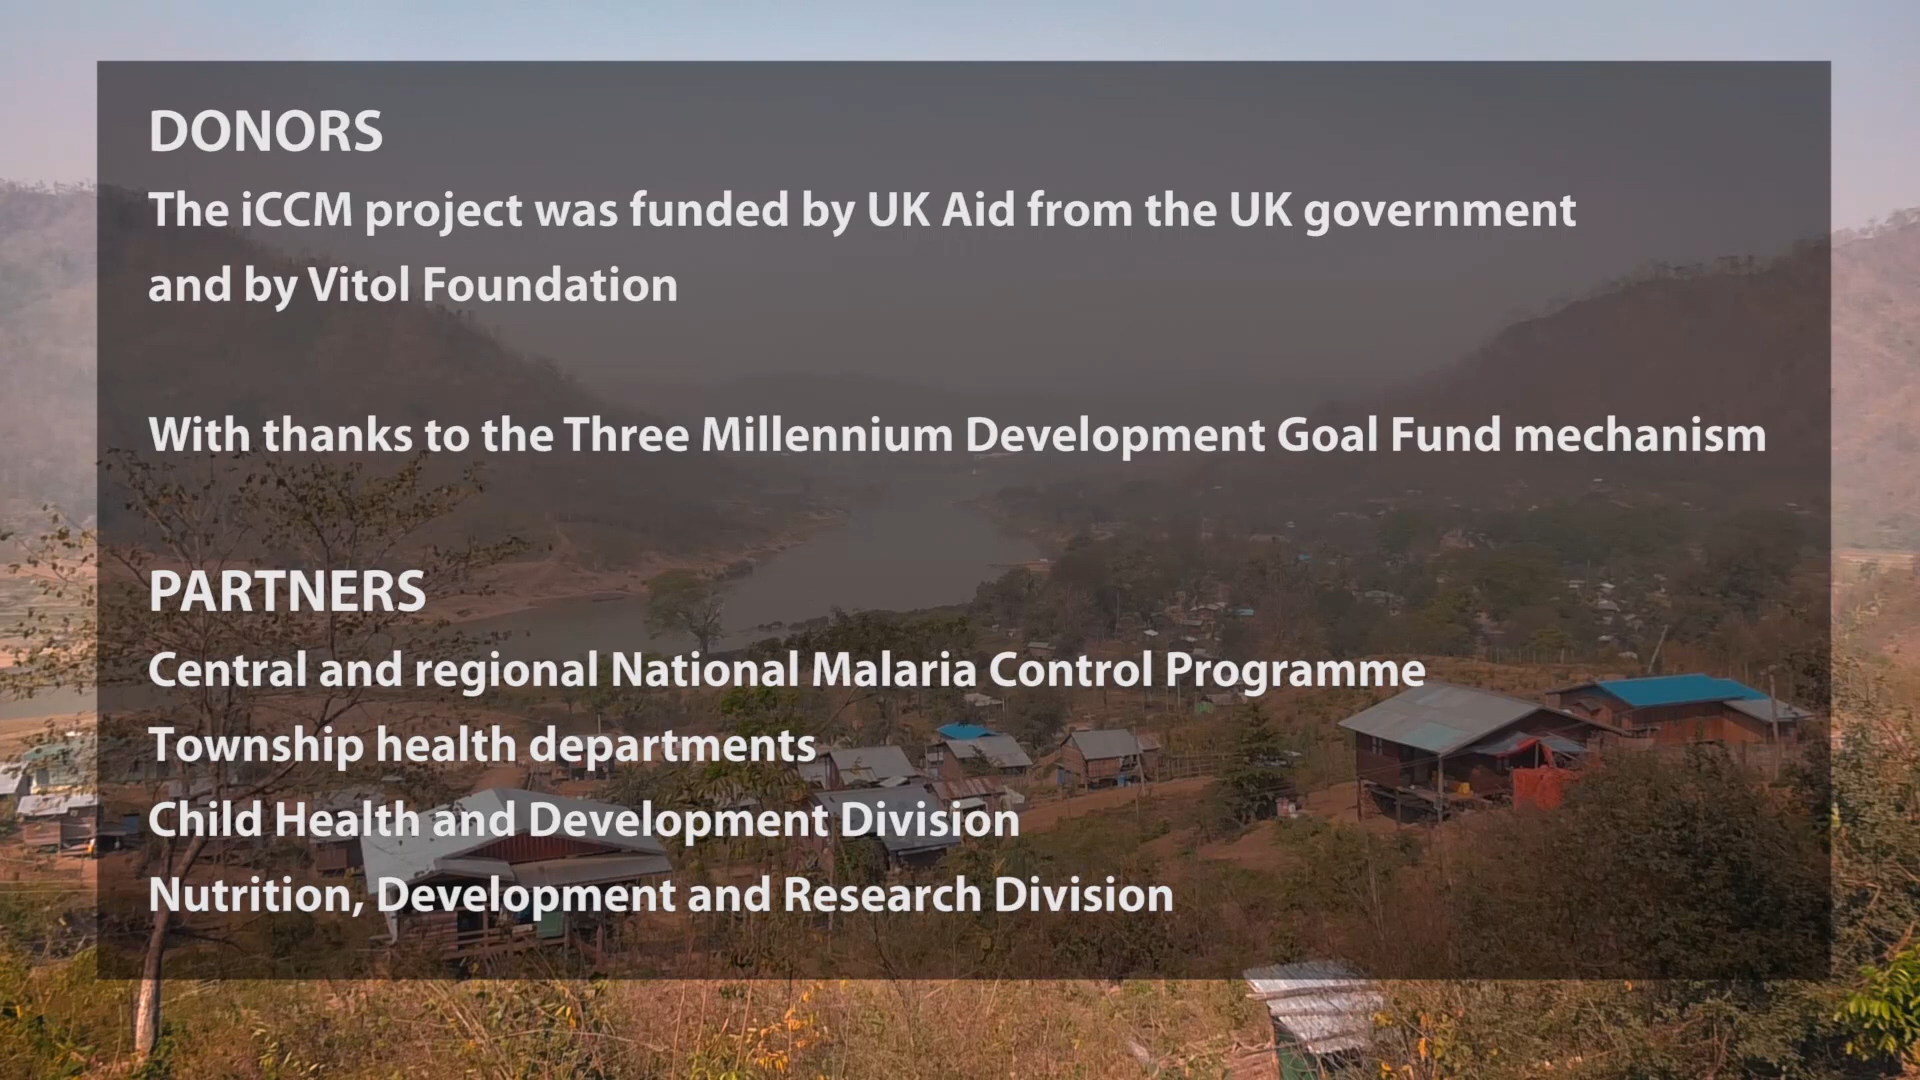 DONORS
The iCCM project was funded by UK Aid from the UK government
and by Vitol Foundation
With thanks to the Three Millennium Development Goal Fund mechanism
PARTNERS
Central and regional National Malaria Control Programme
Township health departments
Child Health and Development Division
Nutrition, Development and Research Division